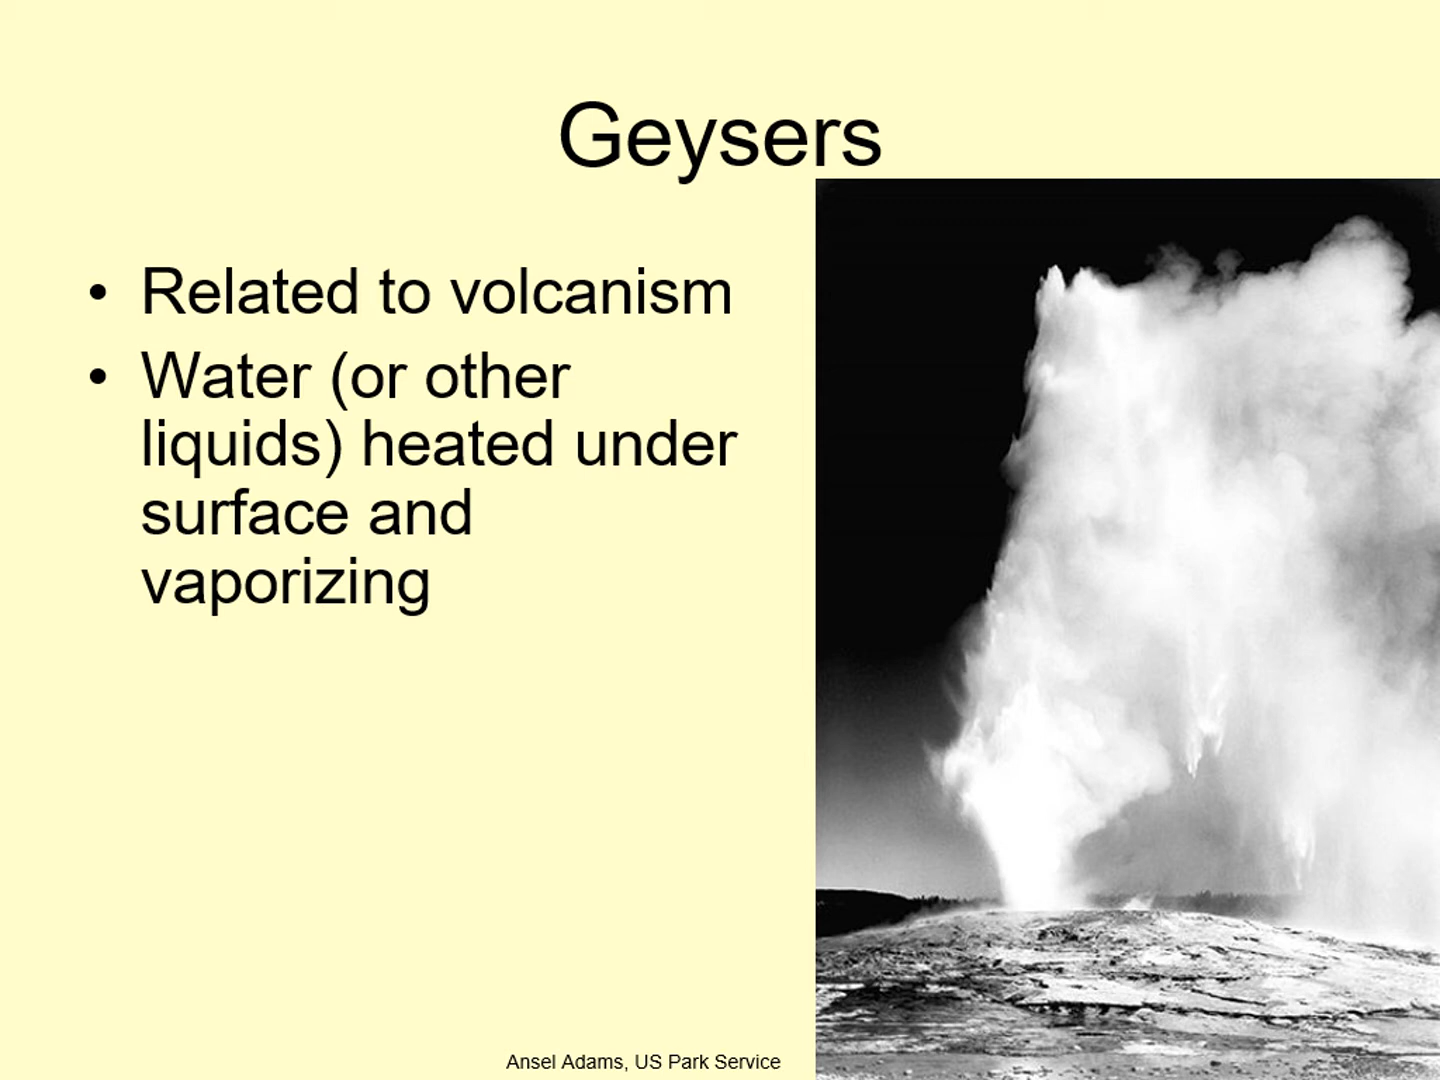 Geysers
• Related to volcanism
• Water (or other
liquids) heated under
surface and
vaporizing
Ansel Adams, US Park Service